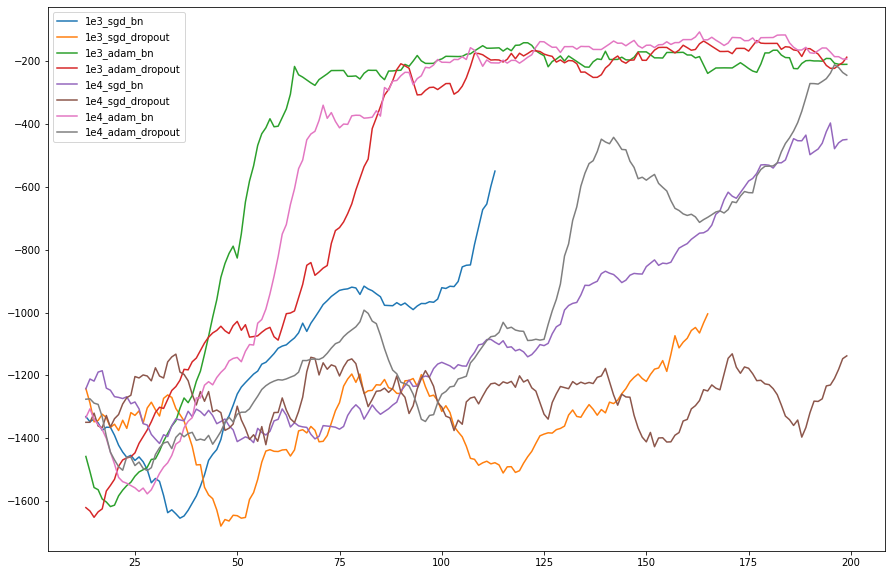 1e3_sgd_bn
1e3_sgd_dropout
1e3_adam_bn
1e3_adam_dropout
1e4_sgd_bn
1e4_sgd_dropout
1e4_adam_bn
1e4_adam_dropout
−200
−400
−600
−800
−1000
−1200
−1400
−1600
25 50 75 100 125 150 175 200